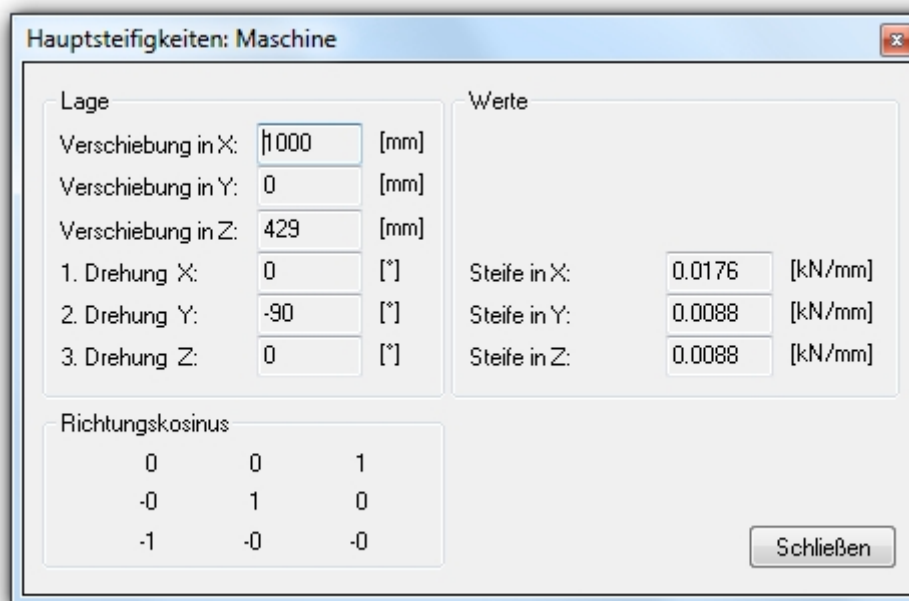 Hauptsteifigkeiten: Maschine
Lage
Verschiebung in X: 1000 [mm]
Verschiebung in Y: 0 [mm]
Verschiebung in Z: 429 [mm]
1. Drehung X: 0 [°]
2. Drehung Y: -90 [°]
3. Drehung Z: 0 [°]
Werte
Steife in X: 0.0176 [kN/mm]
Steife in Y: 0.0088 [kN/mm]
Steife in Z: 0.0088 [kN/mm]
Richtungskosinus
0 0 1
-0 1 0
-1 -0 -0
Schließen